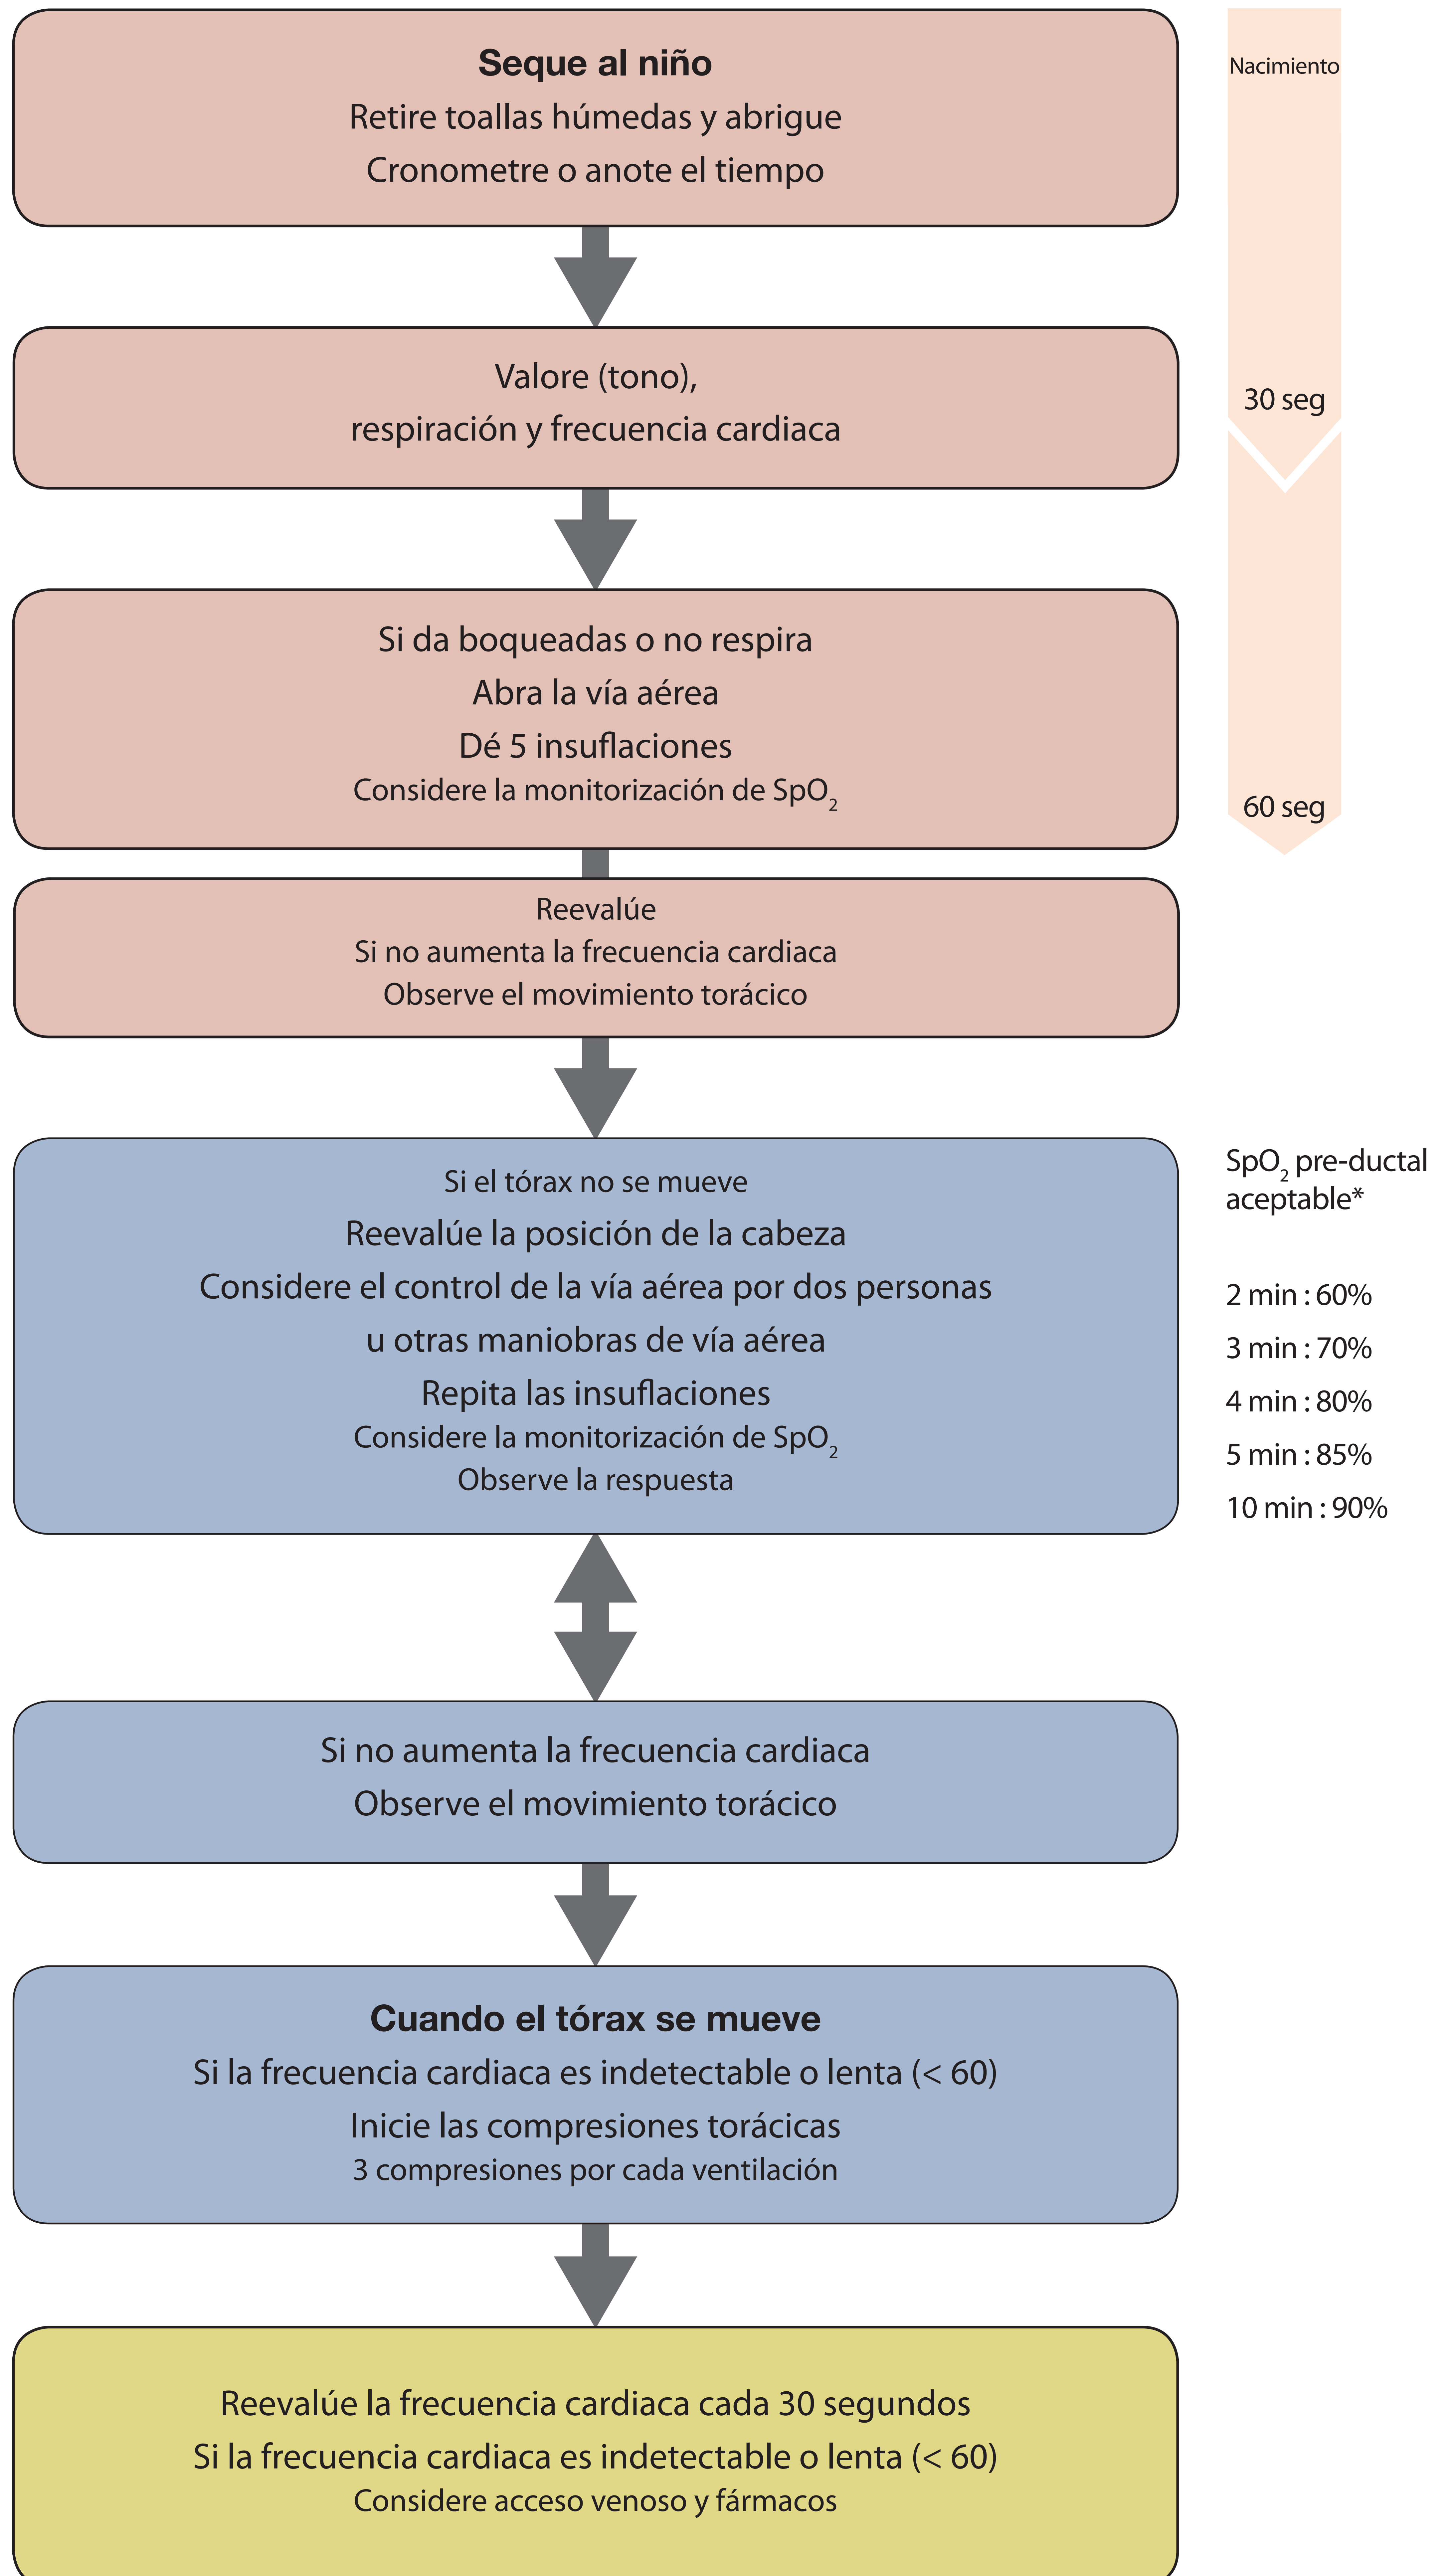 Seque al niño
Retire toallas húmedas y abrigue
Cronometre o anote el tiempo
Nacimiento
Valore (tono),
respiración y frecuencia cardiaca
30 seg
Si da boqueadas o no respira
Abra la vía aérea
Dé 5 insuflaciones
Considere la monitorización de SpO₂
60 seg
Reevalúe
Si no aumenta la frecuencia cardiaca
Observe el movimiento torácico
Si el tórax no se mueve
Reevalúe la posición de la cabeza
Considere el control de la vía aérea por dos personas
u otras maniobras de vía aérea
Repita las insuflaciones
Considere la monitorización de SpO₂
Observe la respuesta
SpO₂ pre-ductal
aceptable*
2 min : 60%
3 min : 70%
4 min : 80%
5 min : 85%
10 min : 90%
Si no aumenta la frecuencia cardiaca
Observe el movimiento torácico
Cuando el tórax se mueve
Si la frecuencia cardiaca es indetectable o lenta (< 60)
Inicie las compresiones torácicas
3 compresiones por cada ventilación
Reevalúe la frecuencia cardiaca cada 30 segundos
Si la frecuencia cardiaca es indetectable o lenta (< 60)
Considere acceso venoso y fármacos